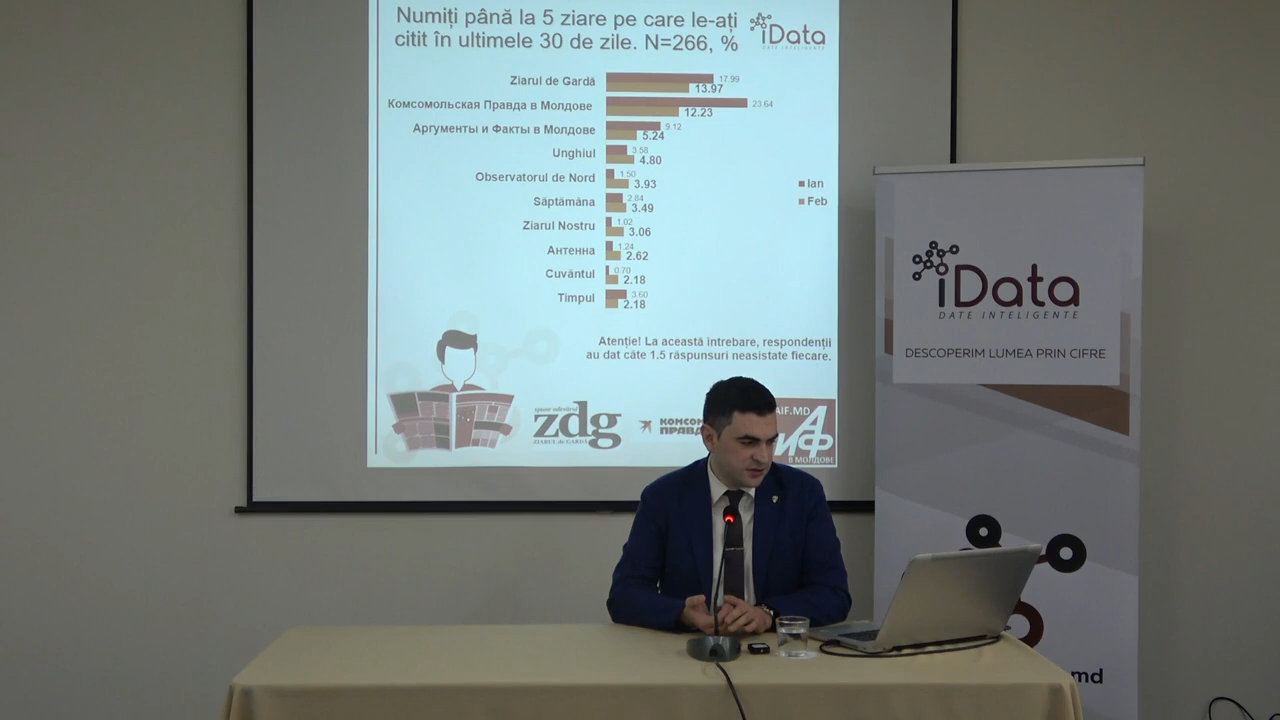 Numiți până la 5 ziare pe care le-ați
citit în ultimele 30 de zile. N=266, %
iData
DATE INTELIGENTE
Ziarul de Gardă 17.99
13.97
Комсомольская Правда в Молдове 23.64
12.23
Аргументы и Факты в Молдове 9.12
5.24
Unghiul 3.58
4.80
Observatorul de Nord 1.50
3.93
Săptămâna 2.84
3.49
Ziarul Nostru 1.02
3.06
Антенна 1.24
2.62
Cuvântul 0.70
2.18
Timpul 3.60
2.18
Ian
Feb
Atenție! La această întrebare, respondenții
au dat câte 1.5 răspunsuri neasistate fiecare.
spune adevărul
zdg
ZIARUL de GARDĂ
КОМСОМ
ПРАВД
AIF.MD
АиФ
В МОЛДОВЕ
iData
DATE INTELIGENTE
DESCOPERIM LUMEA PRIN CIFRE
md